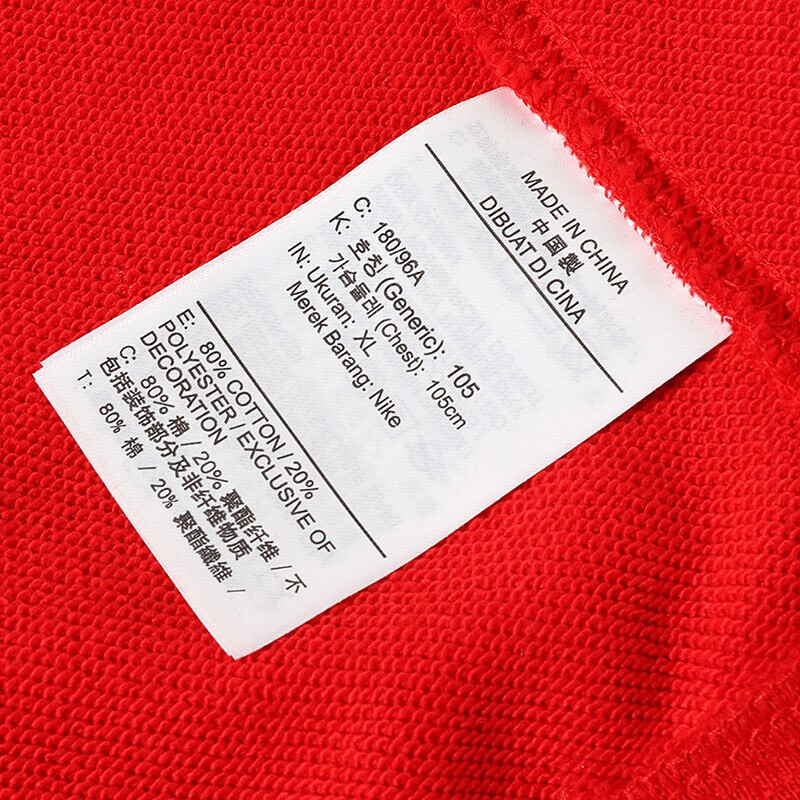 MADE IN CHINA
中国製
DIBUAT DI CINA
C: 180/96A
K: 호칭 (Generic): 105
가슴둘레 (Chest): 105cm
IN: Ukuran: XL
Merek Barang: Nike
E: 80% COTTON / 20%
POLYESTER / EXCLUSIVE OF
DECORATION
C: 80% 棉 / 20% 聚酯纤维 / 不
包括装饰部分及非纤维物质
T: 80% 棉 / 20% 聚酯纖維 /